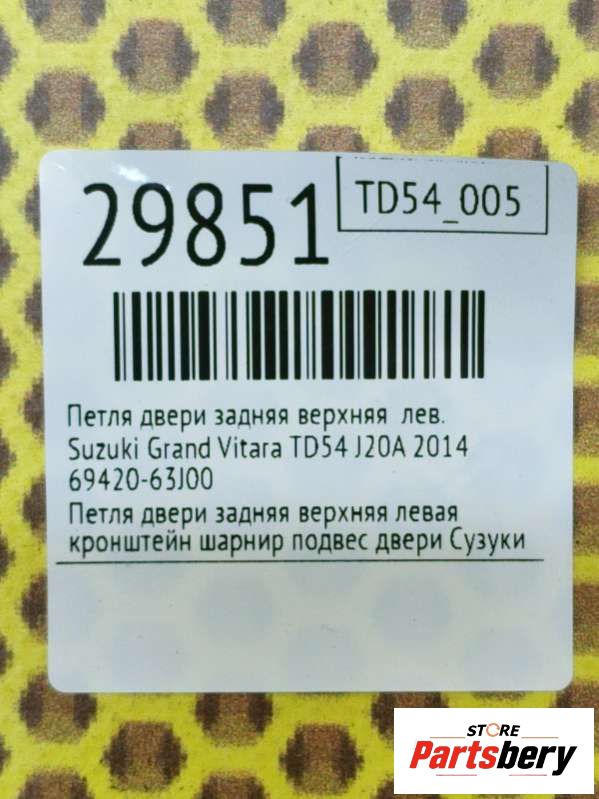 29851
TD54_005
Петля двери задняя верхняя лев.
Suzuki Grand Vitara TD54 J20A 2014
69420-63J00
Петля двери задняя верхняя левая
кронштейн шарнир подвес двери Сузуки
STORE
Partsbery